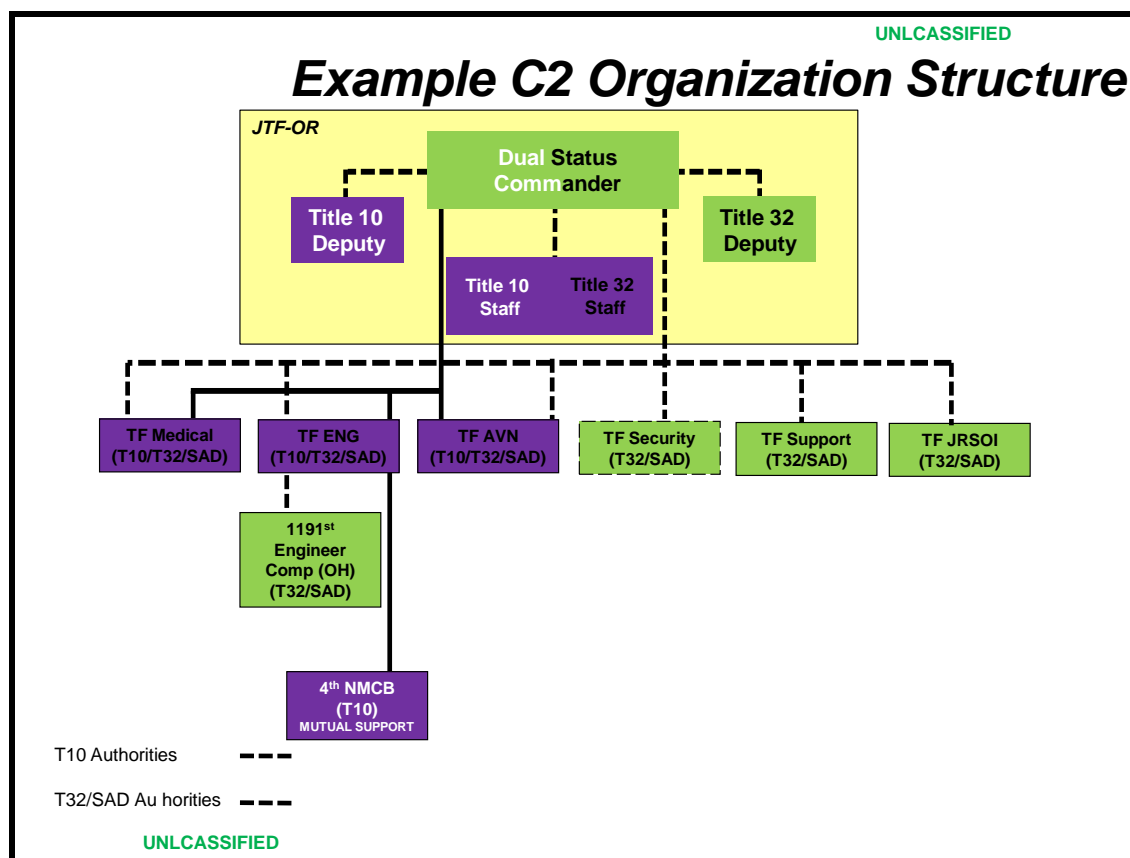 UNLCASSIFIED
Example C2 Organization Structure
JTF-OR
Dual Status
Commander
Title 10
Deputy
Title 32
Deputy
Title 10
Staff
Title 32
Staff
TF Medical
(T10/T32/SAD)
TF ENG
(T10/T32/SAD)
TF AVN
(T10/T32/SAD)
TF Security
(T32/SAD)
TF Support
(T32/SAD)
TF JRSOI
(T32/SAD)
1191st
Engineer
Comp (OH)
(T32/SAD)
4th NMCB
(T10)
MUTUAL SUPPORT
T10 Authorities
T32/SAD Au horities
UNLCASSIFIED